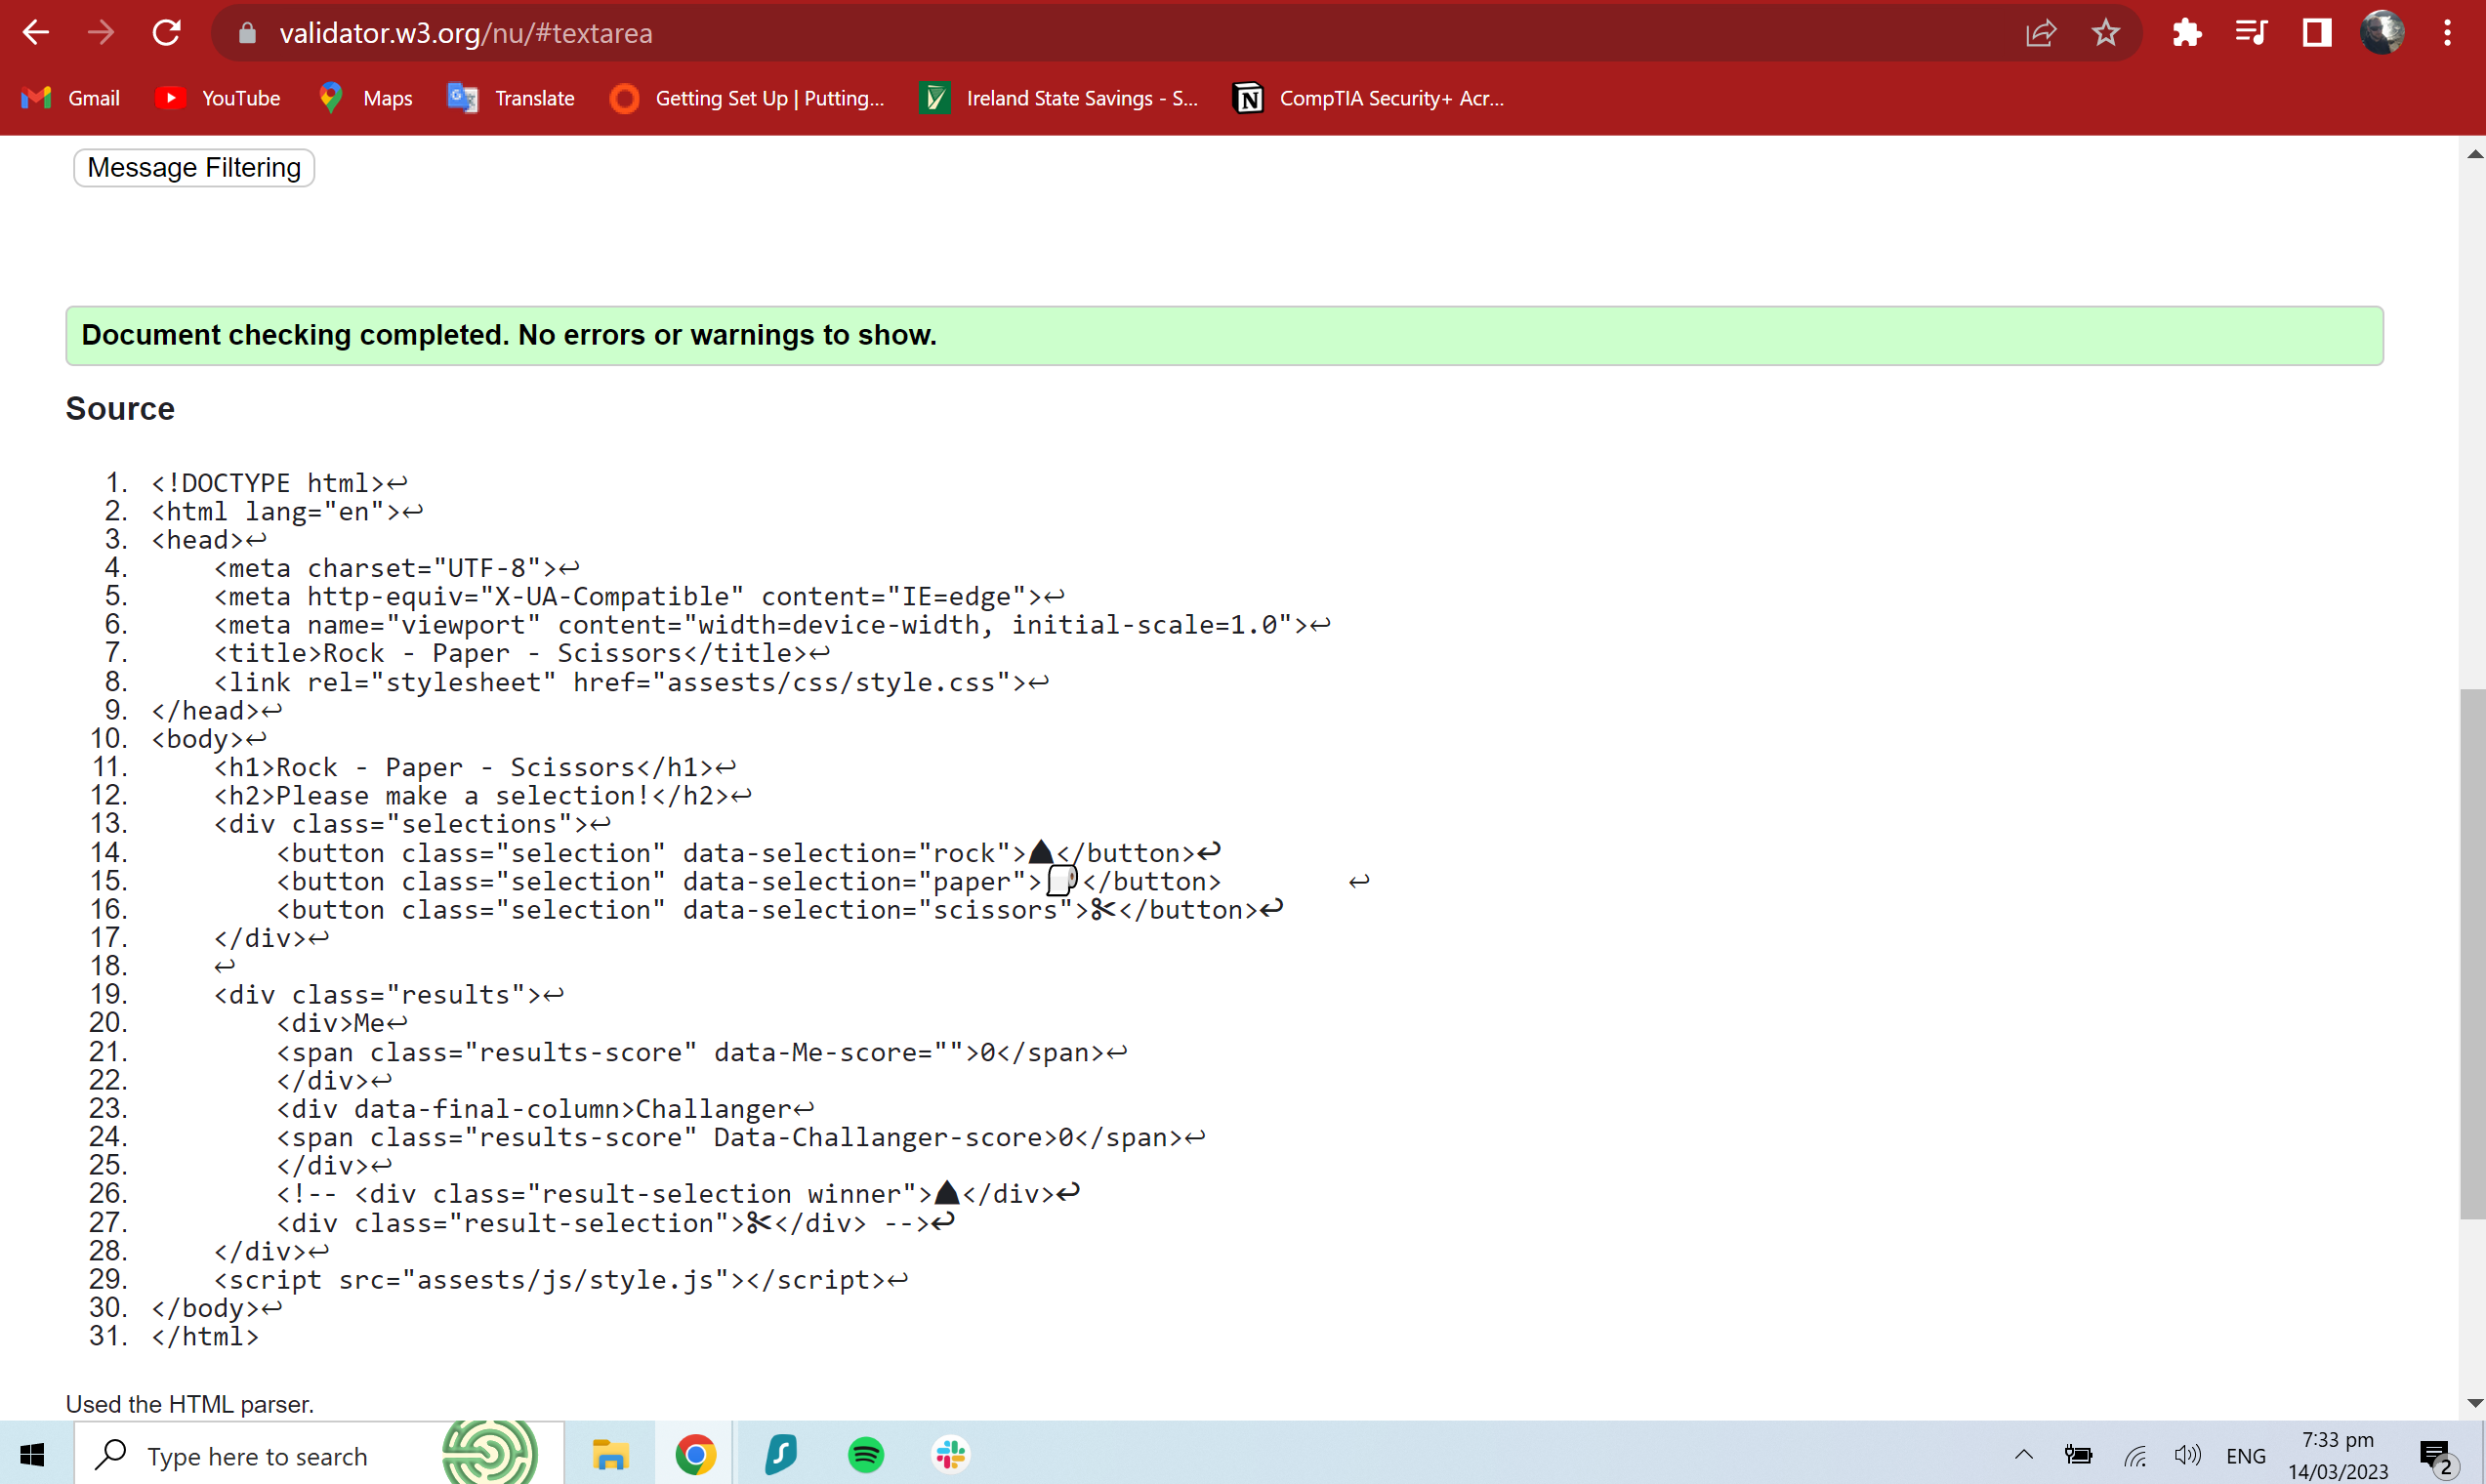 validator.w3.org/nu/#textarea
Gmail YouTube Maps Translate Getting Set Up | Putting... Ireland State Savings - S... CompTIA Security+ Acr...
Message Filtering
Document checking completed. No errors or warnings to show.
Source
1. <!DOCTYPE html>↩
2. <html lang="en">↩
3. <head>↩
4. <meta charset="UTF-8">↩
5. <meta http-equiv="X-UA-Compatible" content="IE=edge">↩
6. <meta name="viewport" content="width=device-width, initial-scale=1.0">↩
7. <title>Rock - Paper - Scissors</title>↩
8. <link rel="stylesheet" href="assests/css/style.css">↩
9. </head>↩
10. <body>↩
11. <h1>Rock - Paper - Scissors</h1>↩
12. <h2>Please make a selection!</h2>↩
13. <div class="selections">↩
14. <button class="selection" data-selection="rock">⛰</button>↩
15. <button class="selection" data-selection="paper">🧻</button> ↩
16. <button class="selection" data-selection="scissors">✂</button>↩
17. </div>↩
18. ↩
19. <div class="results">↩
20. <div>Me↩
21. <span class="results-score" data-Me-score="">0</span>↩
22. </div>↩
23. <div data-final-column>Challanger↩
24. <span class="results-score" Data-Challanger-score>0</span>↩
25. </div>↩
26. <!-- <div class="result-selection winner">⛰</div>↩
27. <div class="result-selection">✂</div> -->↩
28. </div>↩
29. <script src="assests/js/style.js"></script>↩
30. </body>↩
31. </html>
Used the HTML parser.
Type here to search
ENG
7:33 pm
14/03/2023
2